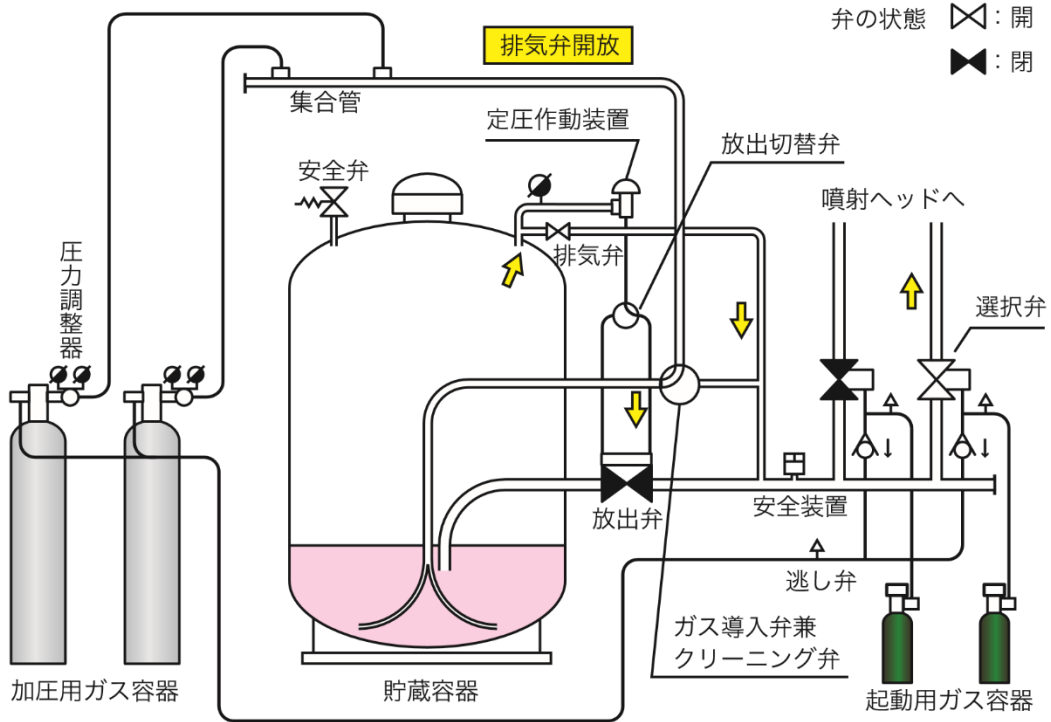 弁の状態 :開
:閉
排気弁開放
集合管
定圧作動装置
放出切替弁
安全弁
噴射ヘッドへ
圧力調整器
排気弁
選択弁
放出弁
安全装置
逃し弁
ガス導入弁兼
クリーニング弁
加圧用ガス容器
貯蔵容器
起動用ガス容器